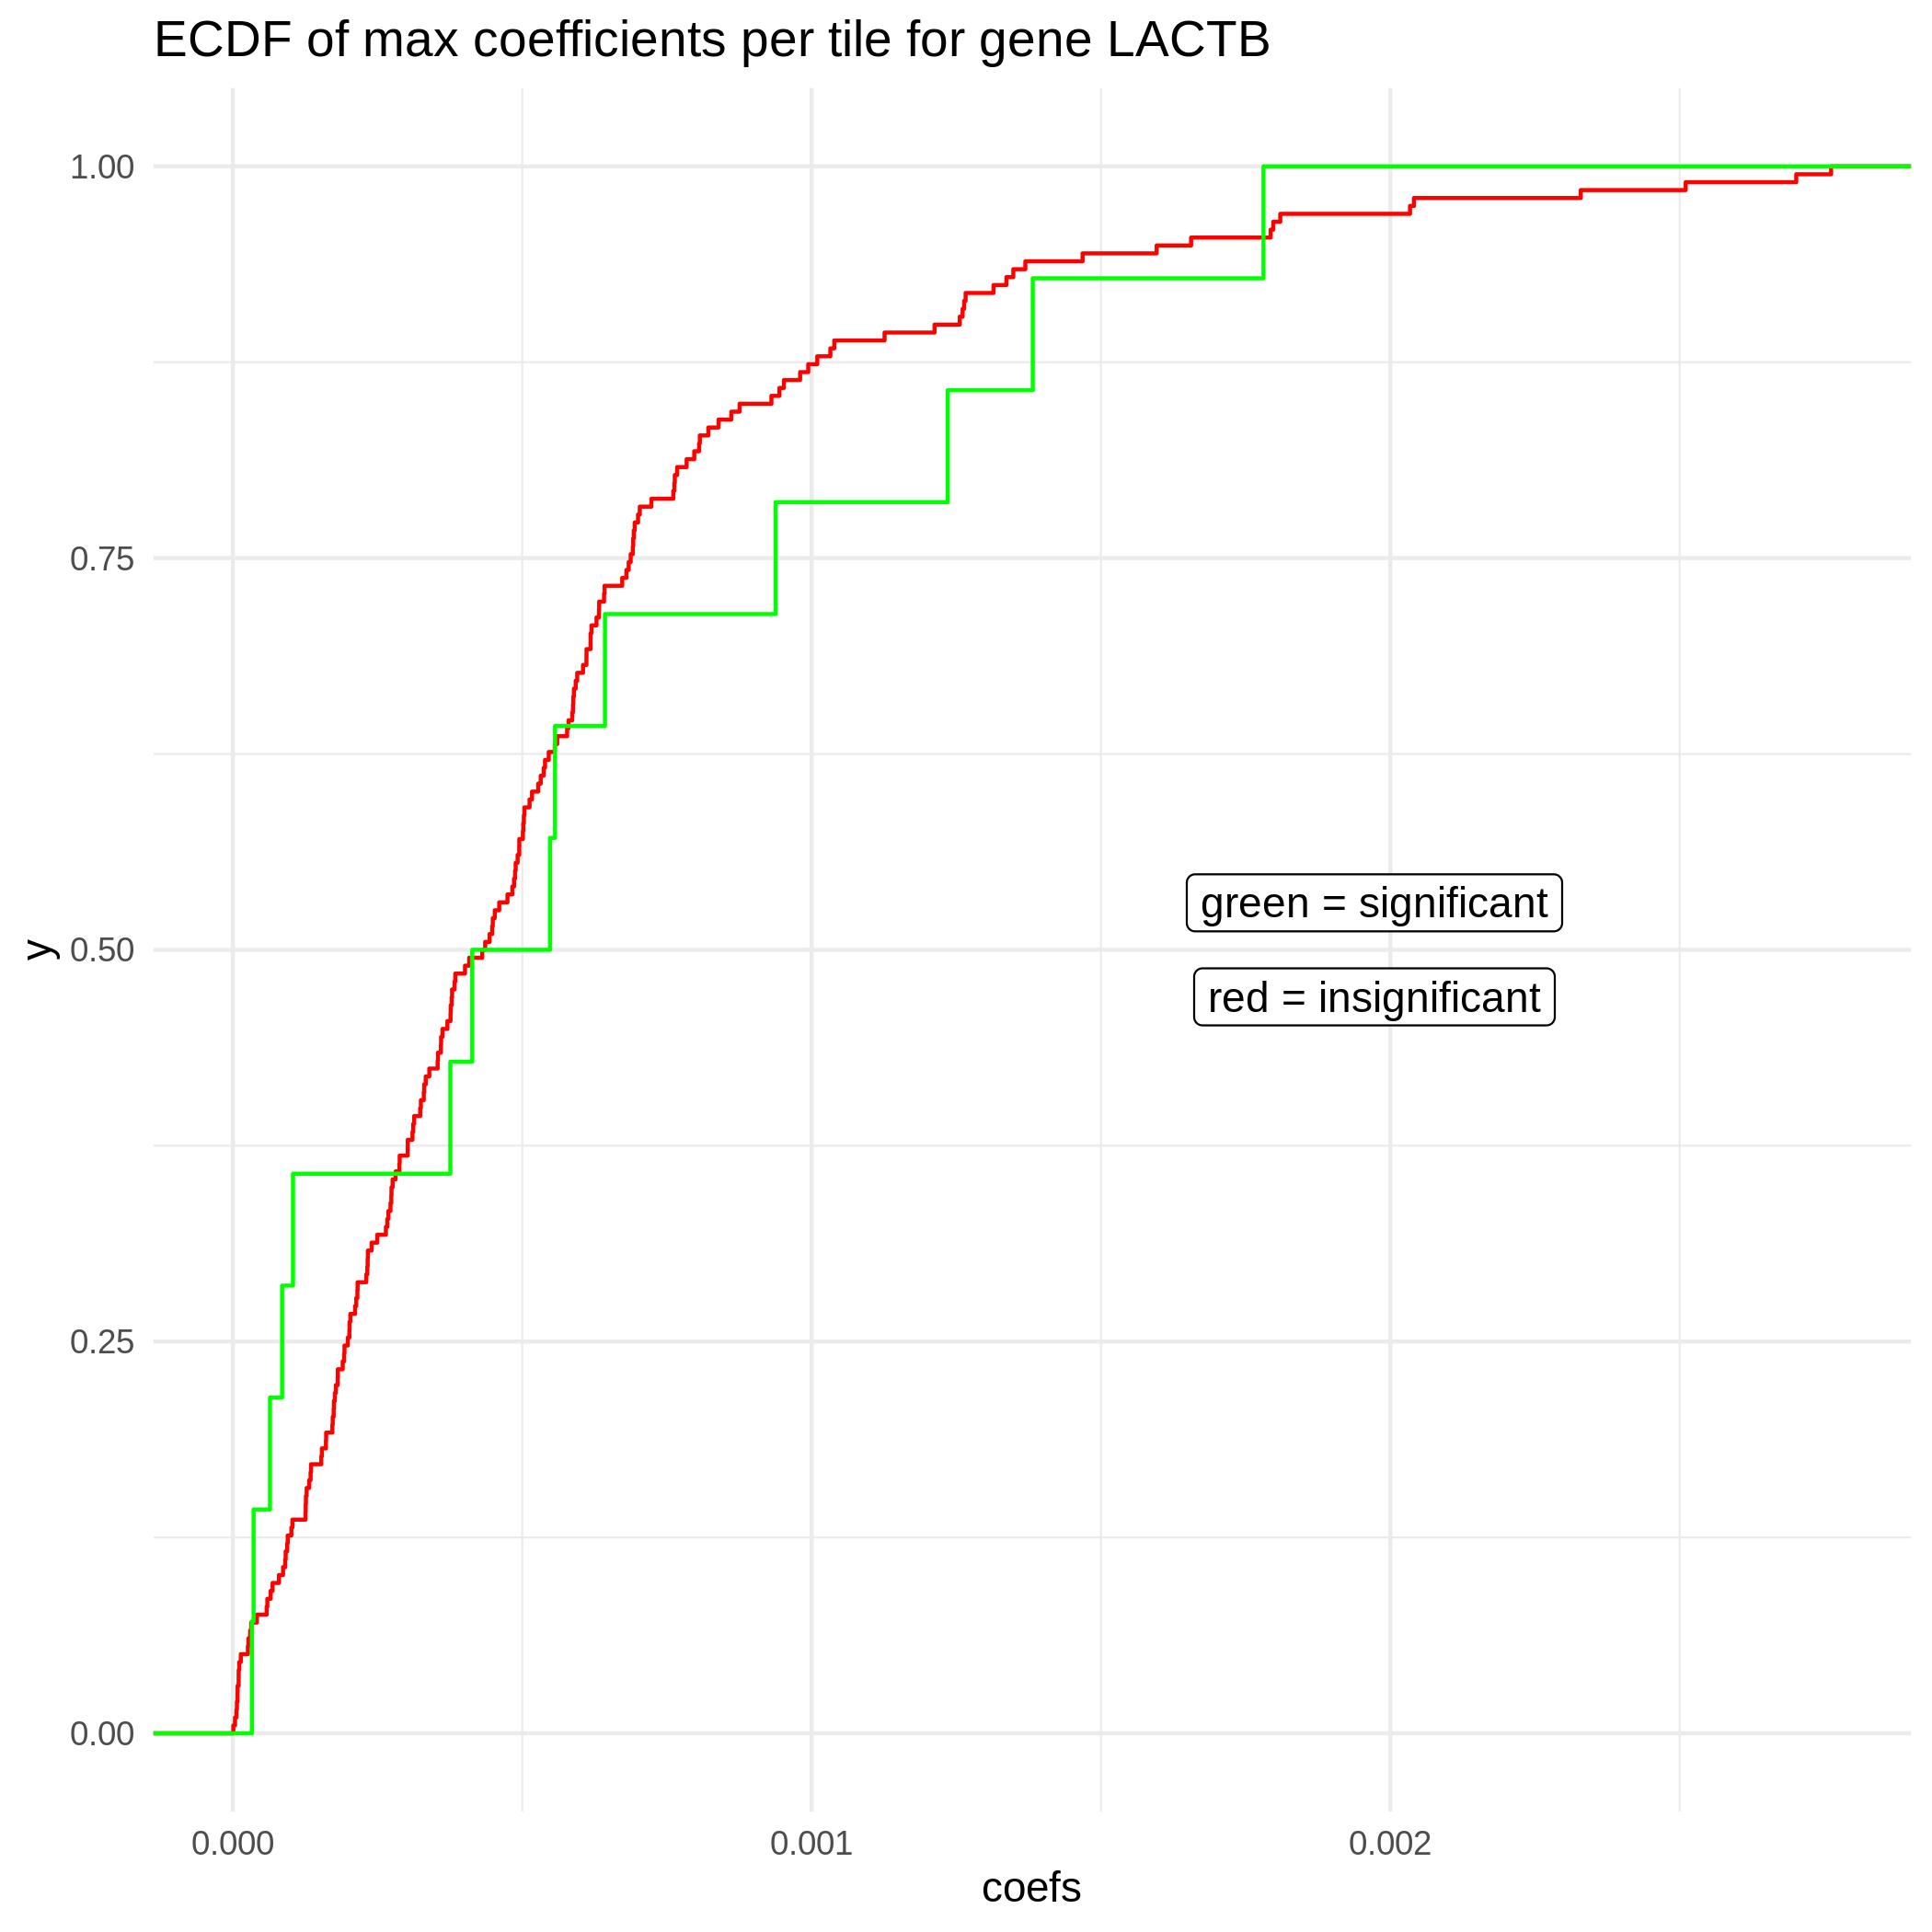 ECDF of max coefficients per tile for gene LACTB
1.00
0.75
0.50
0.25
0.00
y
green = significant
red = insignificant
0.000 0.001 0.002
coefs